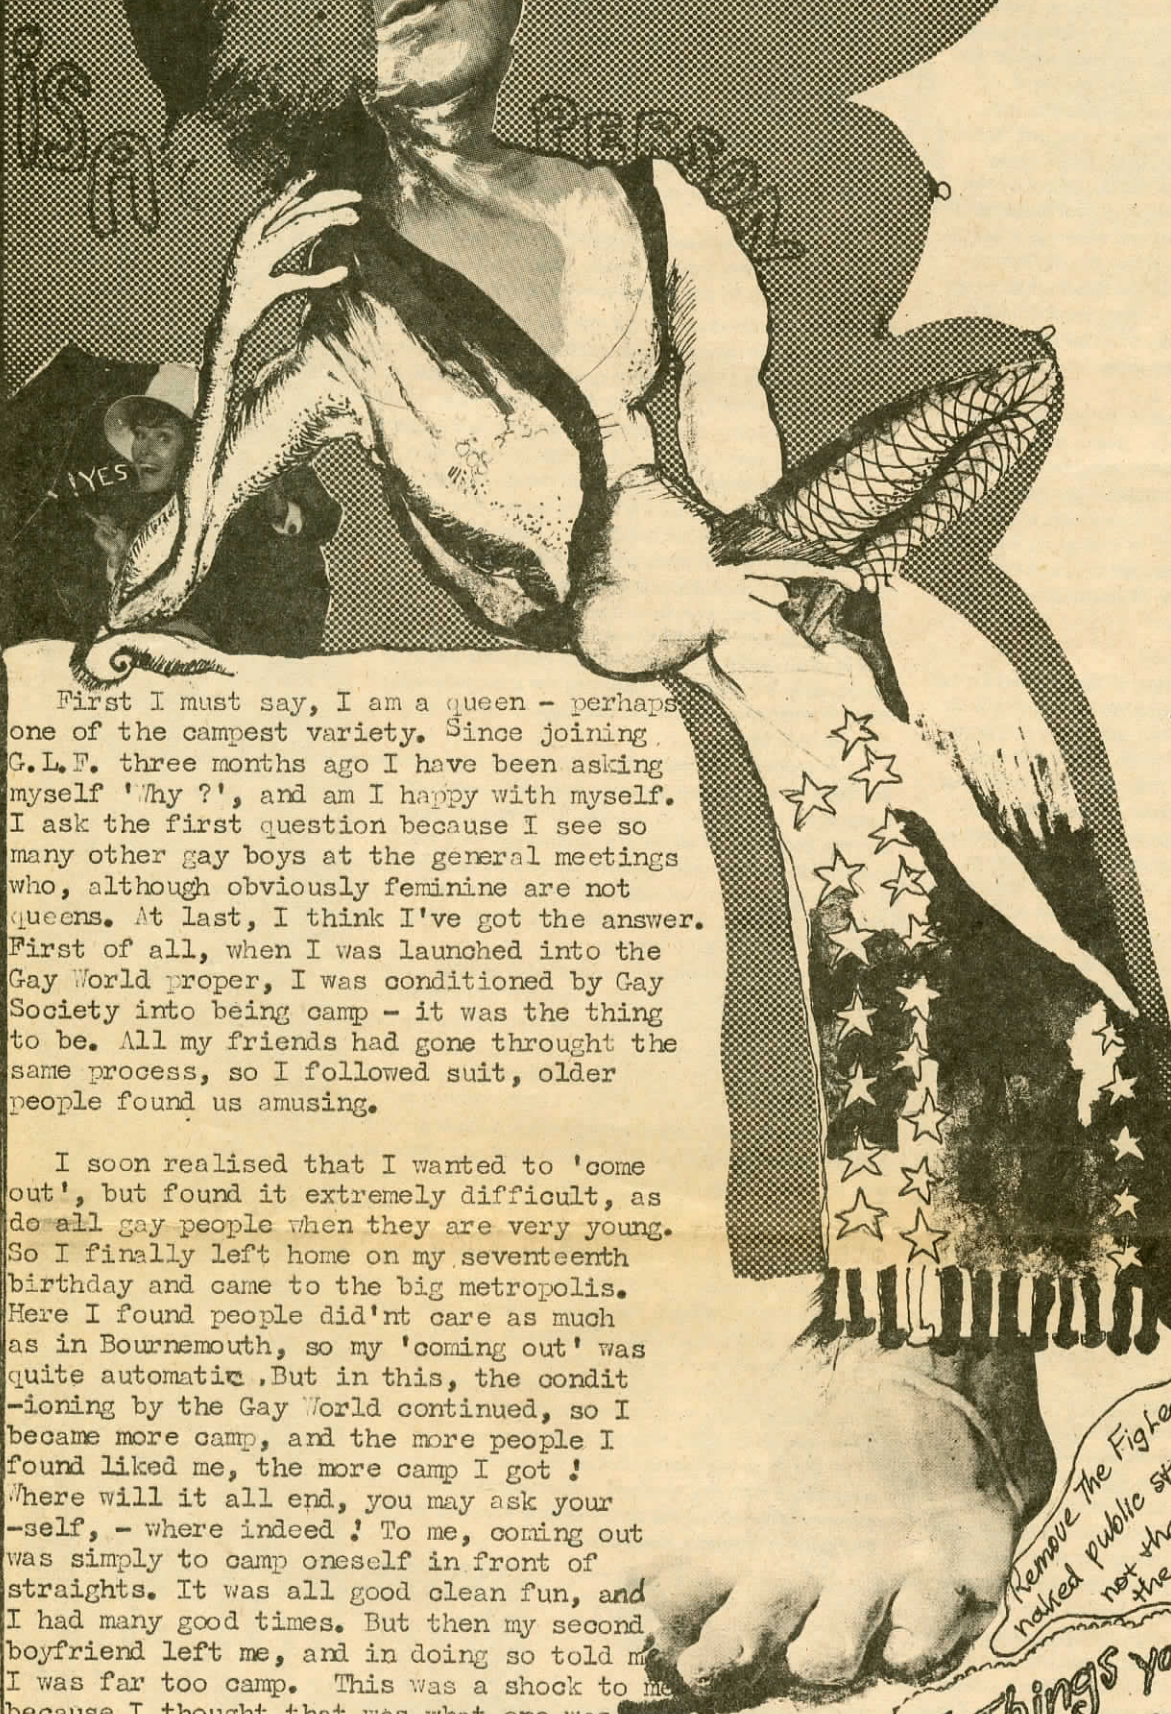 is A
PERSON
!YES
First I must say, I am a queen - perhaps
one of the campest variety. Since joining
G.L.F. three months ago I have been asking
myself 'Why ?', and am I happy with myself.
I ask the first question because I see so
many other gay boys at the general meetings
who, although obviously feminine are not
queens. At last, I think I've got the answer.
First of all, when I was launched into the
Gay World proper, I was conditioned by Gay
Society into being camp - it was the thing
to be. All my friends had gone throught the
same process, so I followed suit, older
people found us amusing.
I soon realised that I wanted to 'come
out', but found it extremely difficult, as
do all gay people when they are very young.
So I finally left home on my seventeenth
birthday and came to the big metropolis.
Here I found people did'nt care as much
as in Bournemouth, so my 'coming out' was
quite automatic .But in this, the condit
-ioning by the Gay World continued, so I
became more camp, and the more people I
found liked me, the more camp I got !
Where will it all end, you may ask your
-self, - where indeed ! To me, coming out
was simply to camp oneself in front of
straights. It was all good clean fun, and
I had many good times. But then my second
boyfriend left me, and in doing so told me
I was far too camp. This was a shock to me
because I thought that was what one was
Remove The
naked public
not
the
Things